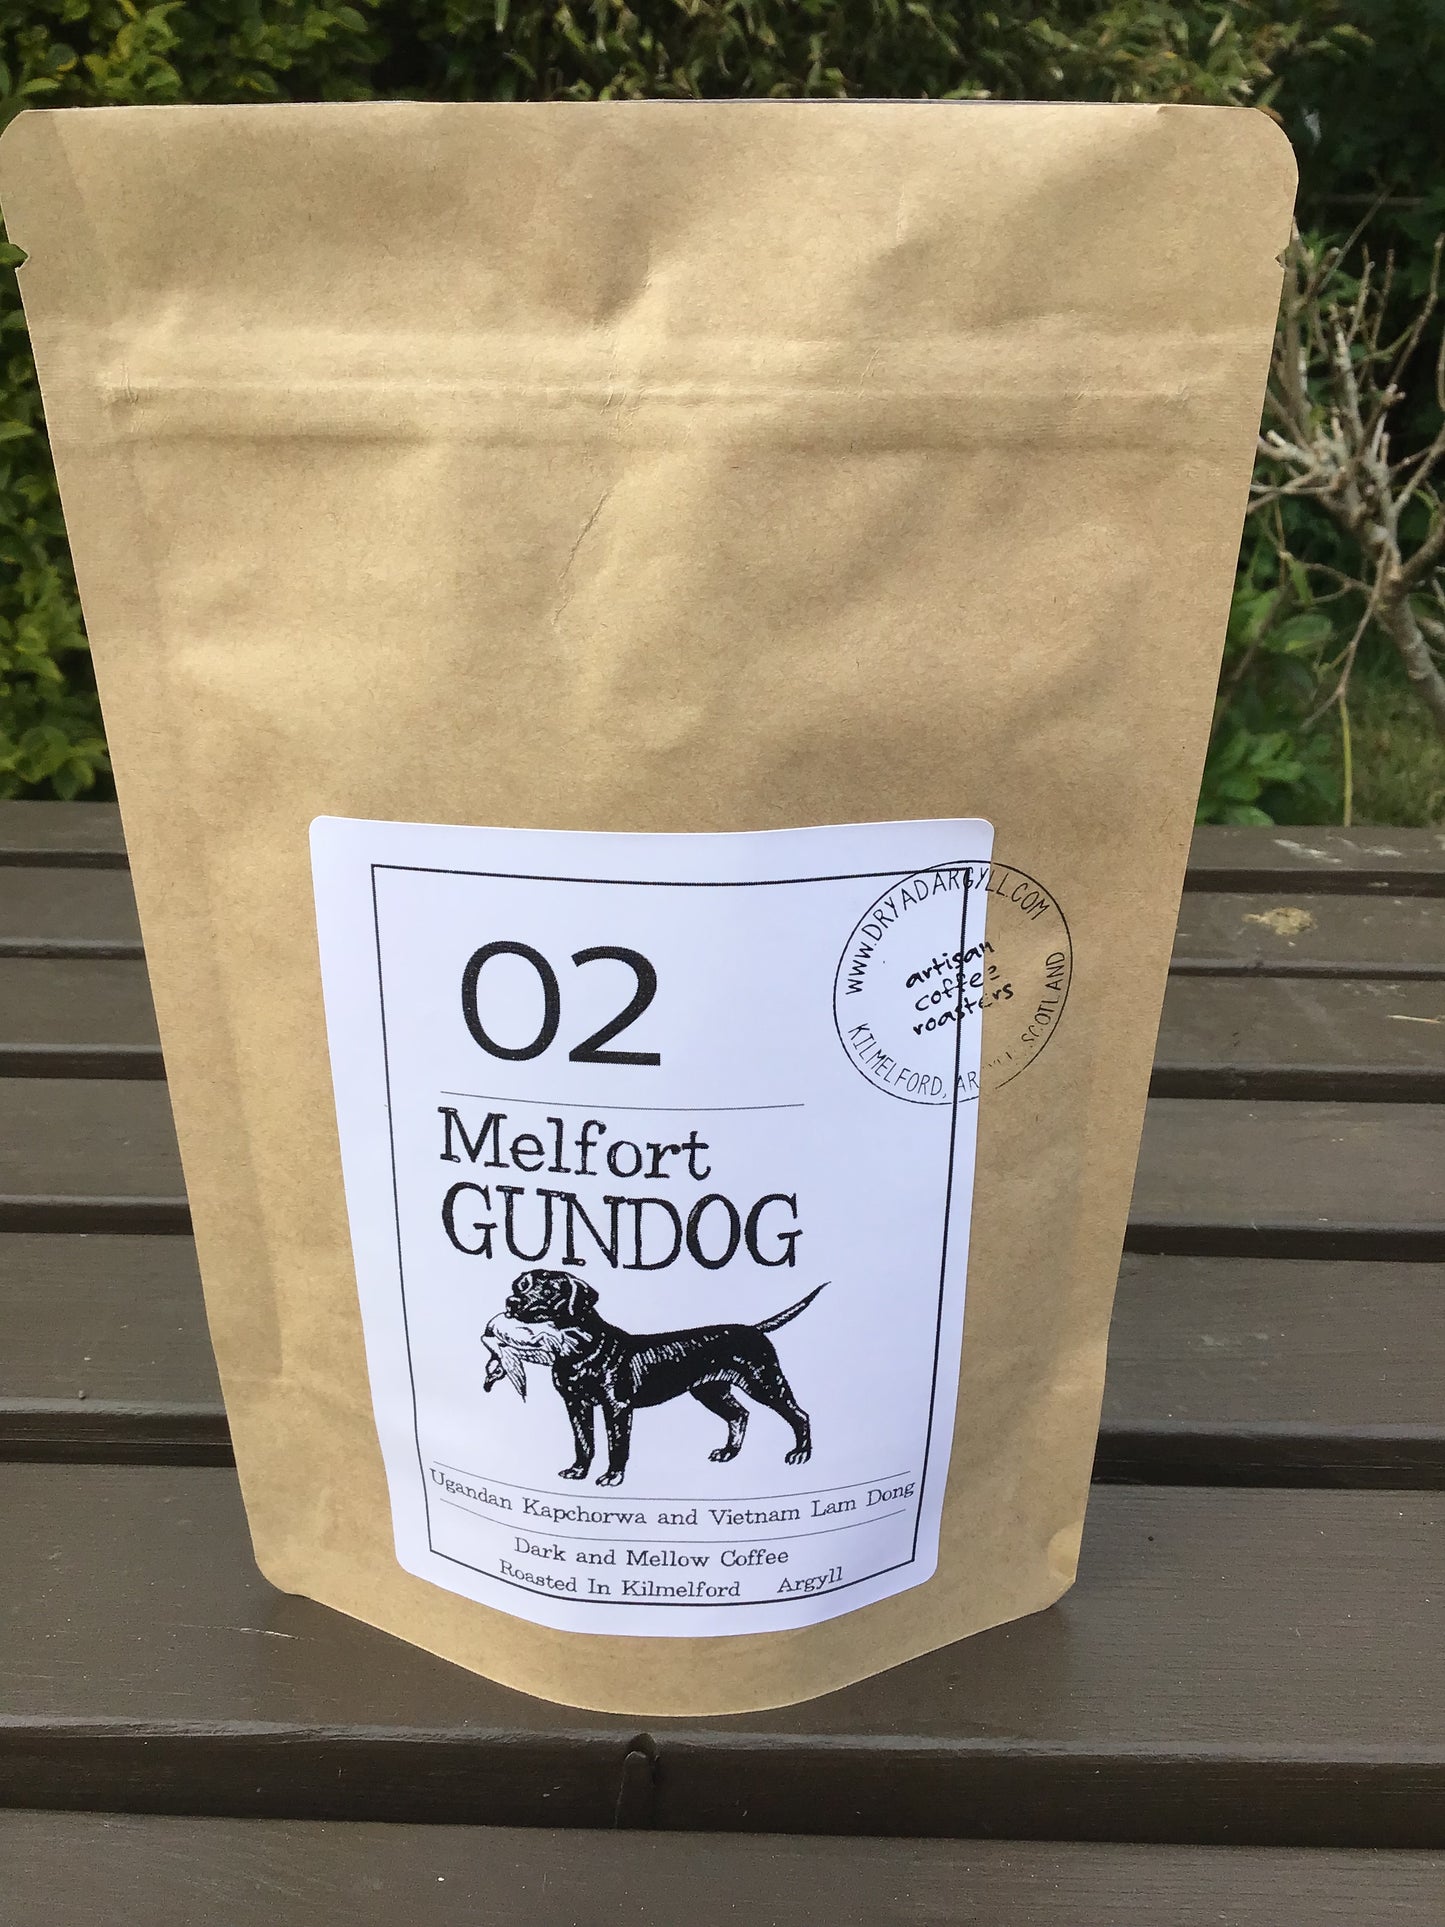 02
Melfort
GUNDOG
Ugandan Kapchorwa and Vietnam Lam Dong
Dark and Mellow Coffee
Roasted In Kilmelford Argyll
WWW.DRYADARGYLL.COM
artisan
coffee
roasters
KILMELFORD, ARGYLL SCOTLAND